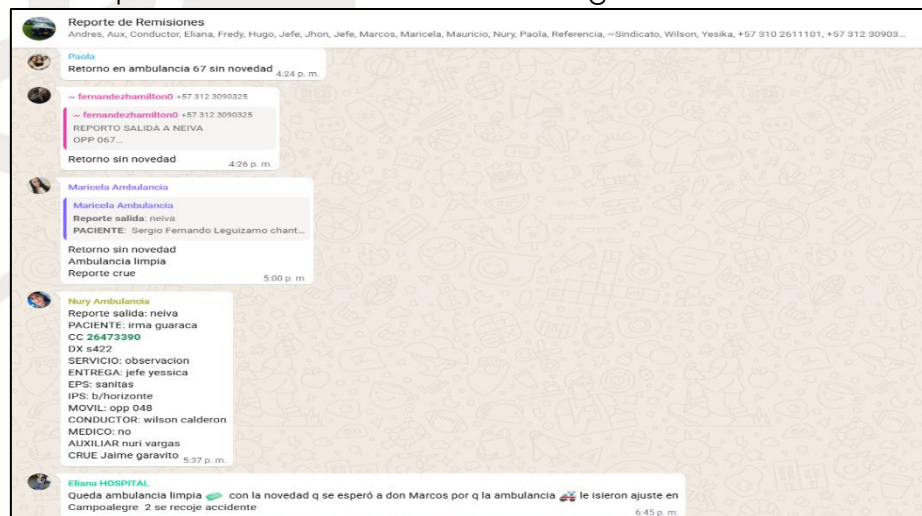 Reporte de Remisiones
Andres, Aux, Conductor, Eliana, Fredy, Hugo, Jefe, Jhon, Jefe, Marcos, Maricela, Mauricio, Nury, Paola, Referencia, ~Sindicato, Wilson, Yesika, +57 310 2611101, +57 312 30903...
Paola
Retorno en ambulancia 67 sin novedad 4:24 p. m.
~ fernandezhamilton0 +57 312 3090325
~ fernandezhamilton0 +57 312 3090325
REPORTO SALIDA A NEIVA
OPP 067...
Retorno sin novedad 4:26 p. m.
Maricela Ambulancia
Maricela Ambulancia
Reporte salida: neiva
PACIENTE: Sergio Fernando Leguizamo chant...
Retorno sin novedad
Ambulancia limpia
Reporte crue 5:00 p. m.
Nury Ambulancia
Reporte salida: neiva
PACIENTE: irma guaraca
CC 26473390
DX s422
SERVICIO: observacion
ENTREGA: jefe yessica
EPS: sanitas
IPS: b/horizonte
MOVIL: opp 048
CONDUCTOR: wilson calderon
MEDICO: no
AUXILIAR nuri vargas
CRUE Jaime garavito 5:37 p. m.
Eliana HOSPITAL
Queda ambulancia limpia 🧼 con la novedad q se esperó a don Marcos por q la ambulancia 🚑 le isieron ajuste en
Campoalegre 2 se recoje accidente 6:45 p. m.